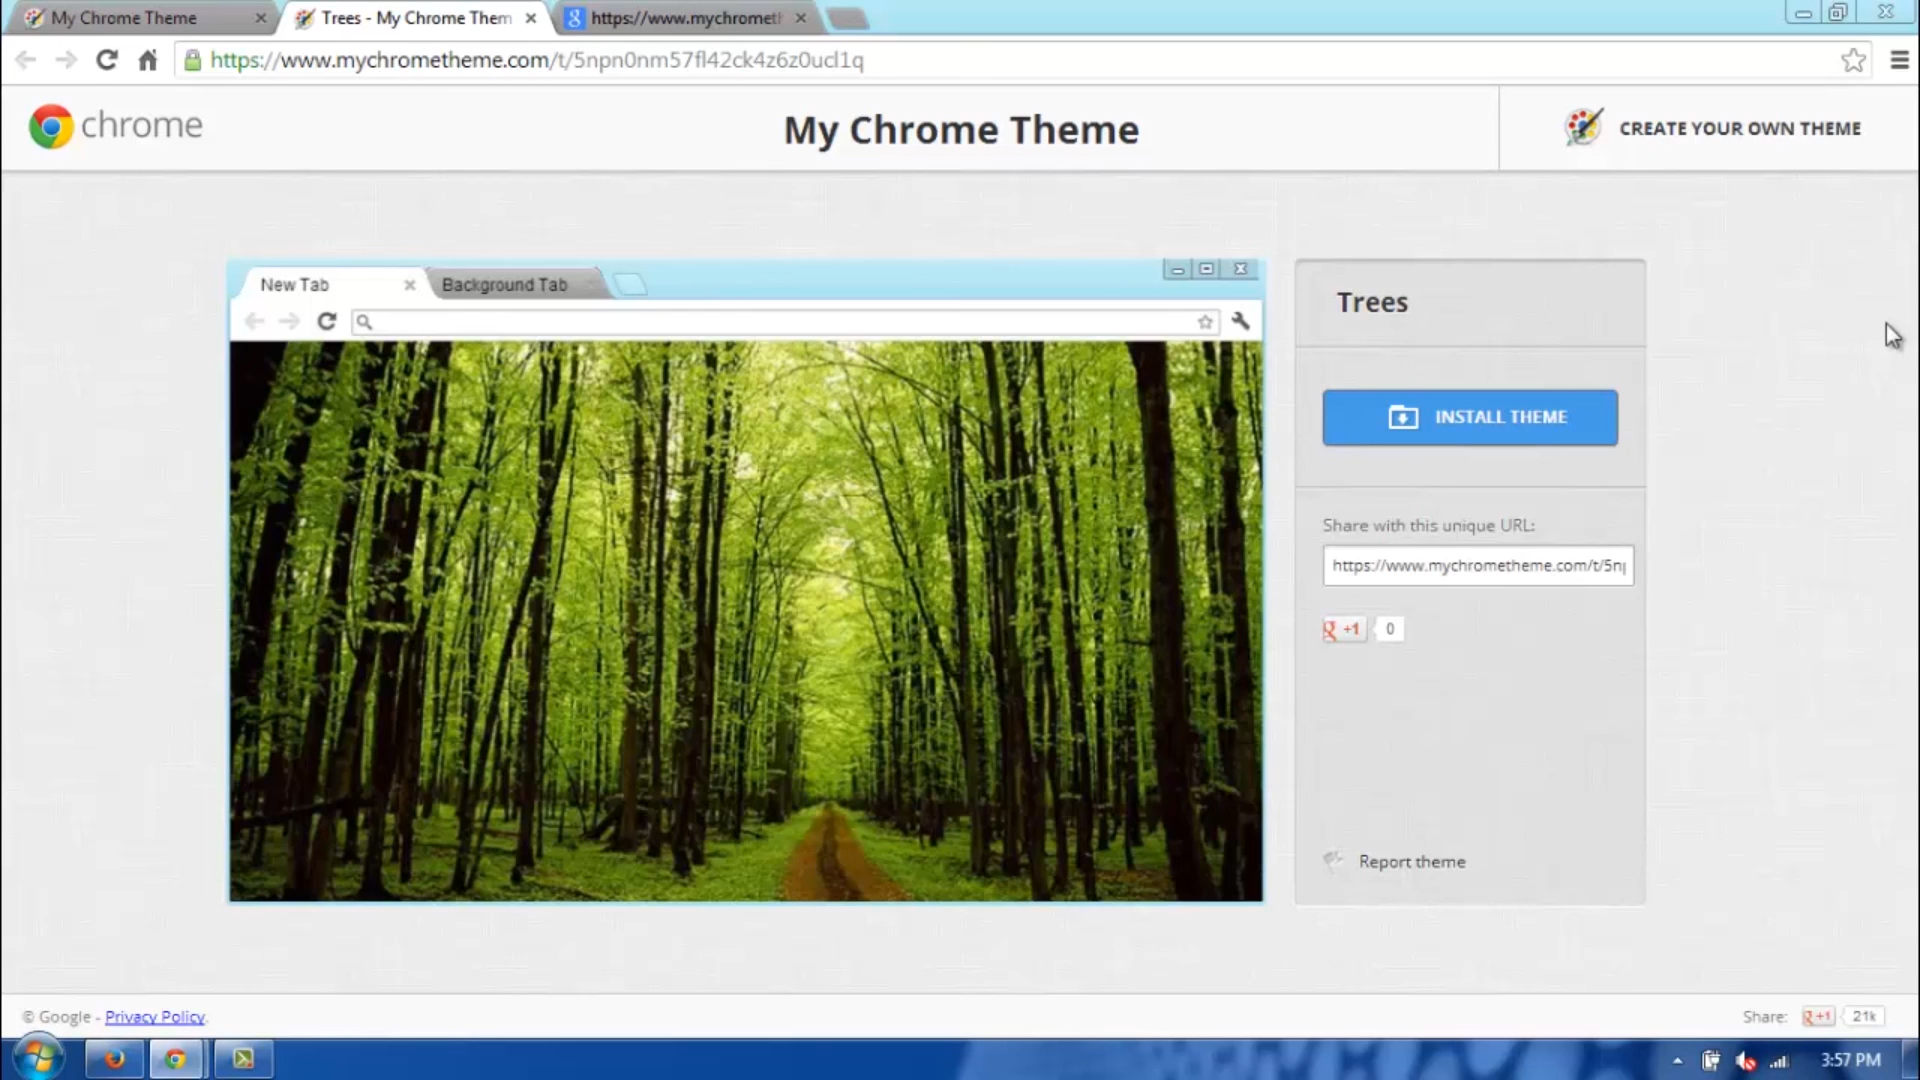 My Chrome Theme
Trees - My Chrome Them
https://www.mychrometh
https://www.mychrometheme.com/t/5npn0nm57fl42ck4z6z0ucl1q
chrome
My Chrome Theme
CREATE YOUR OWN THEME
New Tab
Background Tab
Trees
INSTALL THEME
Share with this unique URL:
https://www.mychrometheme.com/t/5np
g +1 0
Report theme
© Google - Privacy Policy.
Share: g +1 21k
3:57 PM